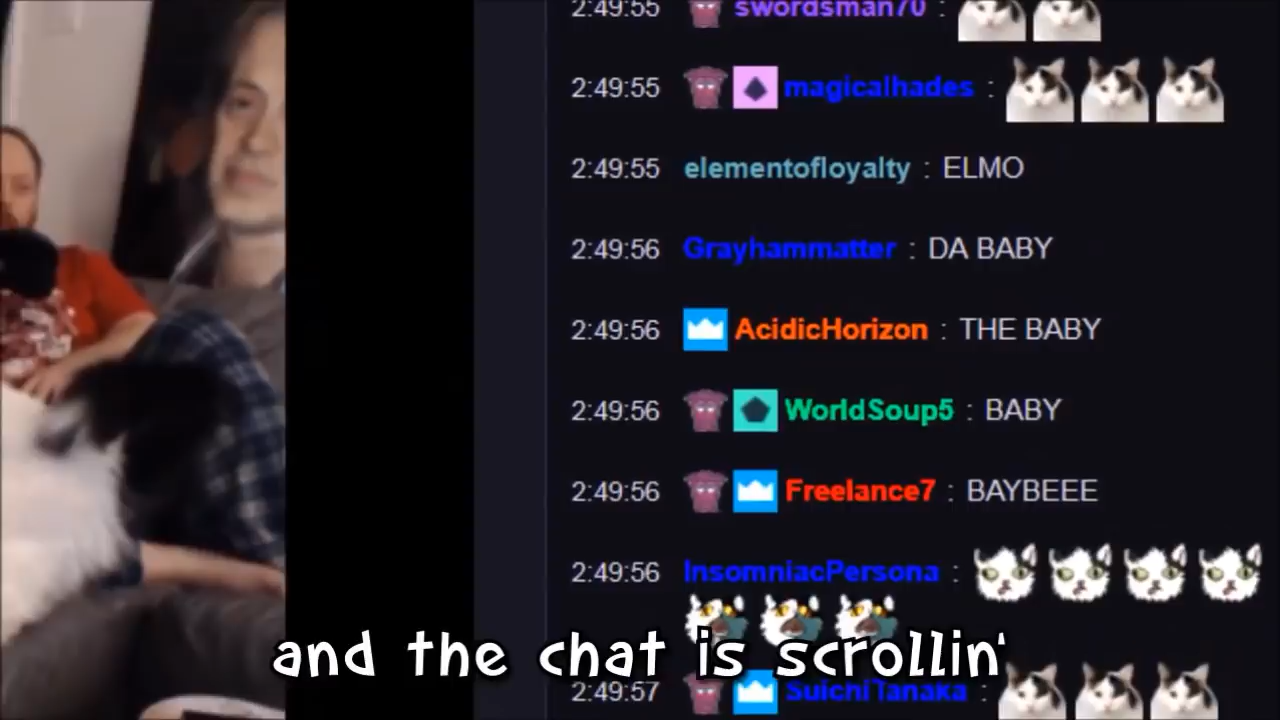 2:49:55 swordsman70 :
2:49:55 magicalhades :
2:49:55 elementofloyalty : ELMO
2:49:56 Grayhammatter : DA BABY
2:49:56 AcidicHorizon : THE BABY
2:49:56 WorldSoup5 : BABY
2:49:56 Freelance7 : BAYBEEE
2:49:56 InsomniacPersona :
and the chat is scrollin'
2:49:57 SuichiTanaka :